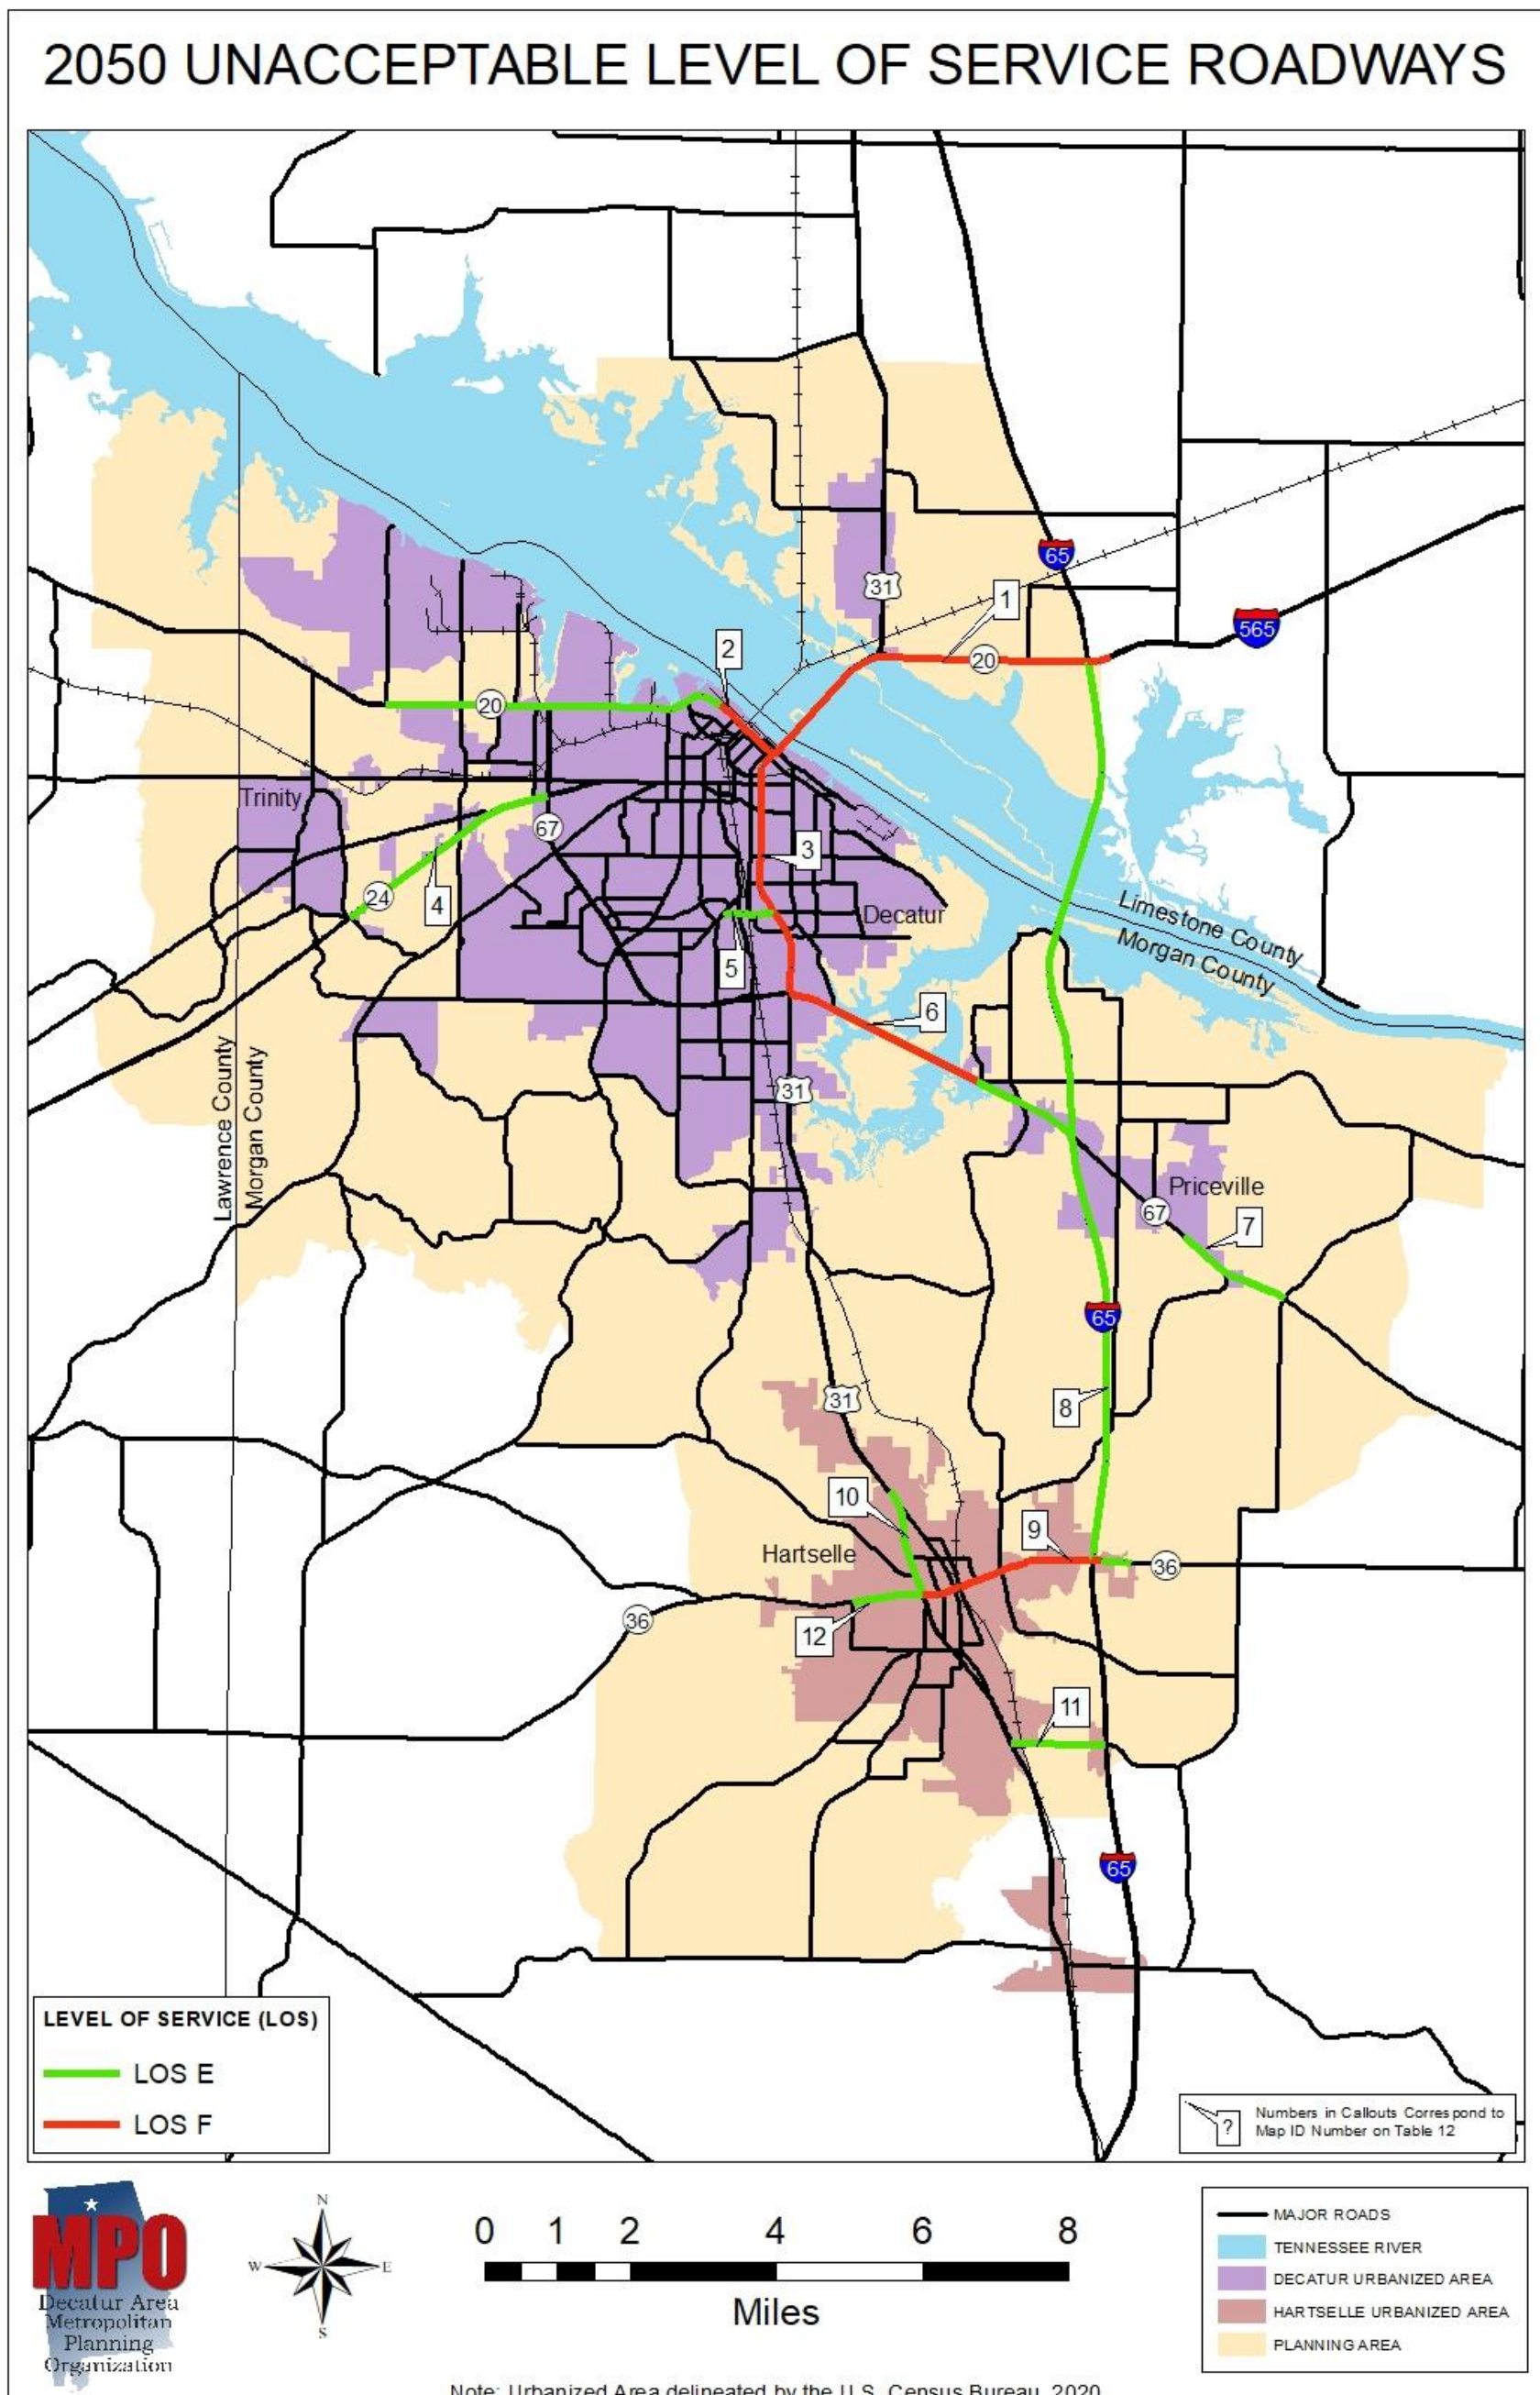 2050 UNACCEPTABLE LEVEL OF SERVICE ROADWAYS
65
31
1
565
20
2
20
Trinity
67
3
24
4
Decatur
5
Limestone County
Morgan County
6
Lawrence County
Morgan County
31
Priceville
67
7
65
31
8
10
9
Hartselle
36
36
12
11
65
LEVEL OF SERVICE (LOS)
LOS E
LOS F
?
Numbers in Callouts Correspond to
Map ID Number on Table 12
MPO
Decatur Area
Metropolitan
Planning
Organization
N
W
E
S
0 1 2 4 6 8
Miles
MAJOR ROADS
TENNESSEE RIVER
DECATUR URBANIZED AREA
HARTSELLE URBANIZED AREA
PLANNING AREA
Note: Urbanized Area delineated by the U.S. Census Bureau, 2020